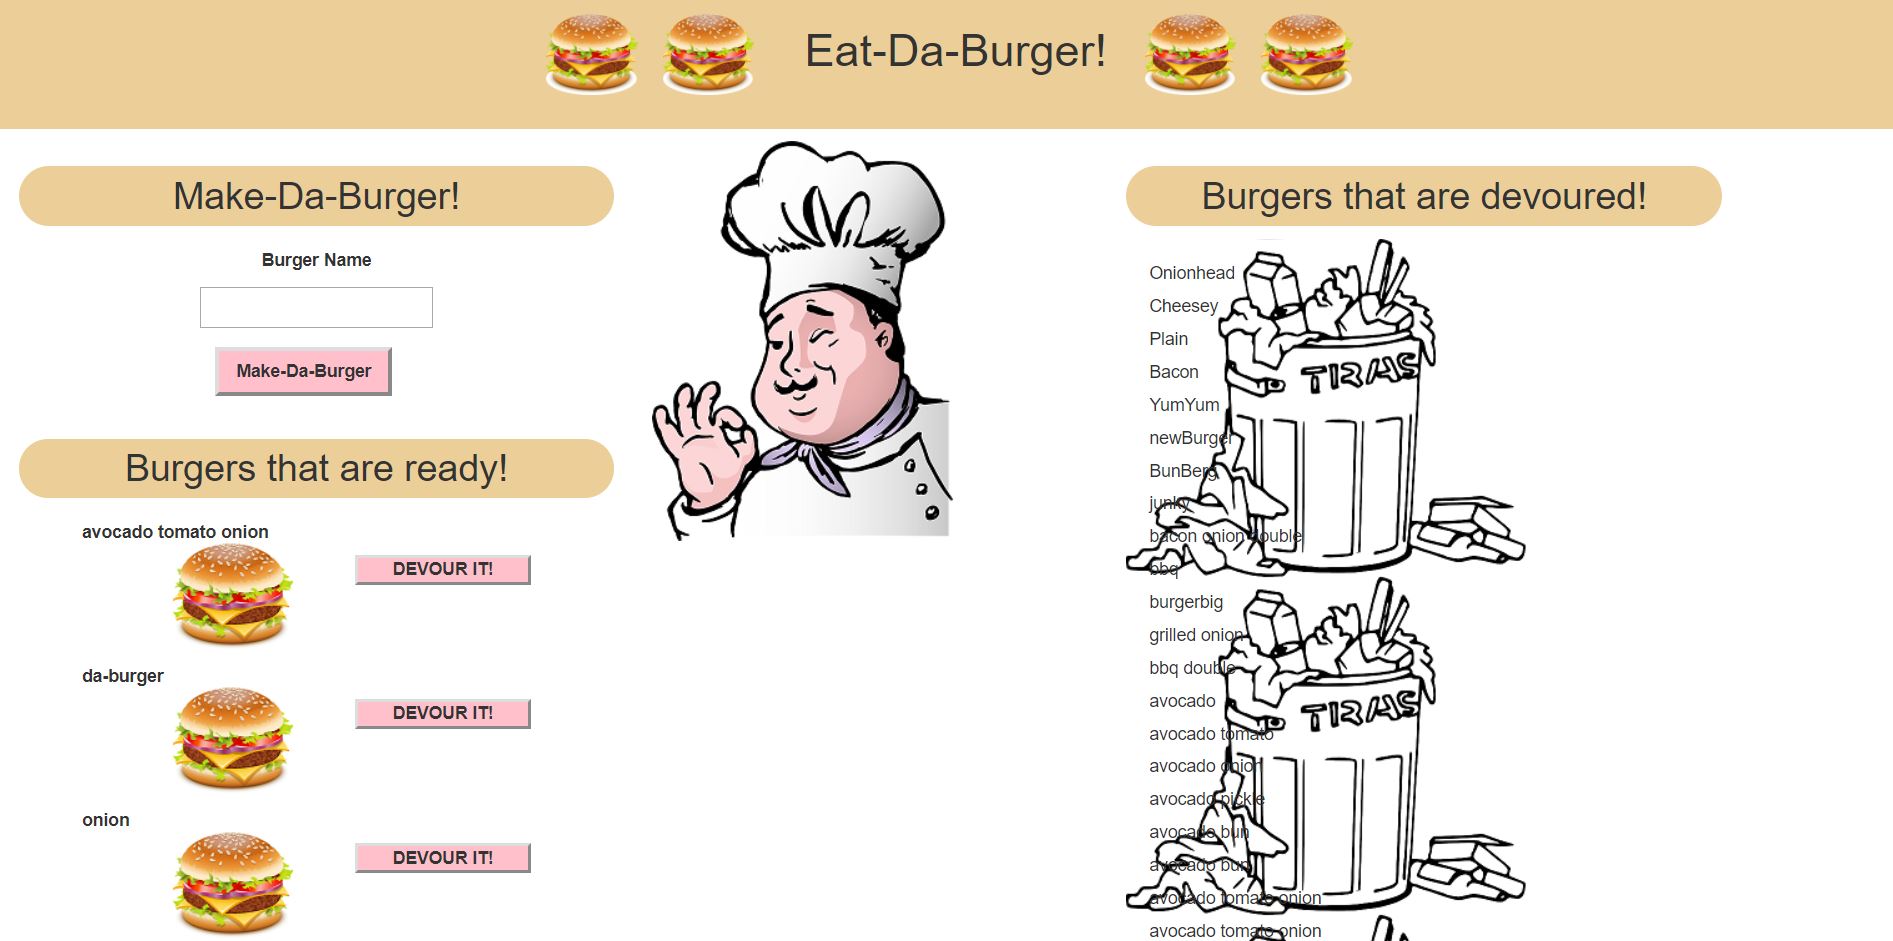 Eat-Da-Burger!
Make-Da-Burger!
Burger Name
Make-Da-Burger
Burgers that are ready!
avocado tomato onion
DEVOUR IT!
da-burger
DEVOUR IT!
onion
DEVOUR IT!
Burgers that are devoured!
Onionhead
Cheesey
Plain
Bacon
YumYum
newBurger
BunBerg
junky
bacon onion double
bbq
burgerbig
grilled onion
bbq double
avocado
avocado tomato
avocado onion
avocado pickle
avocado bun
avocado bun
avocado tomato onion
avocado tomato onion
TRAS
TRAS